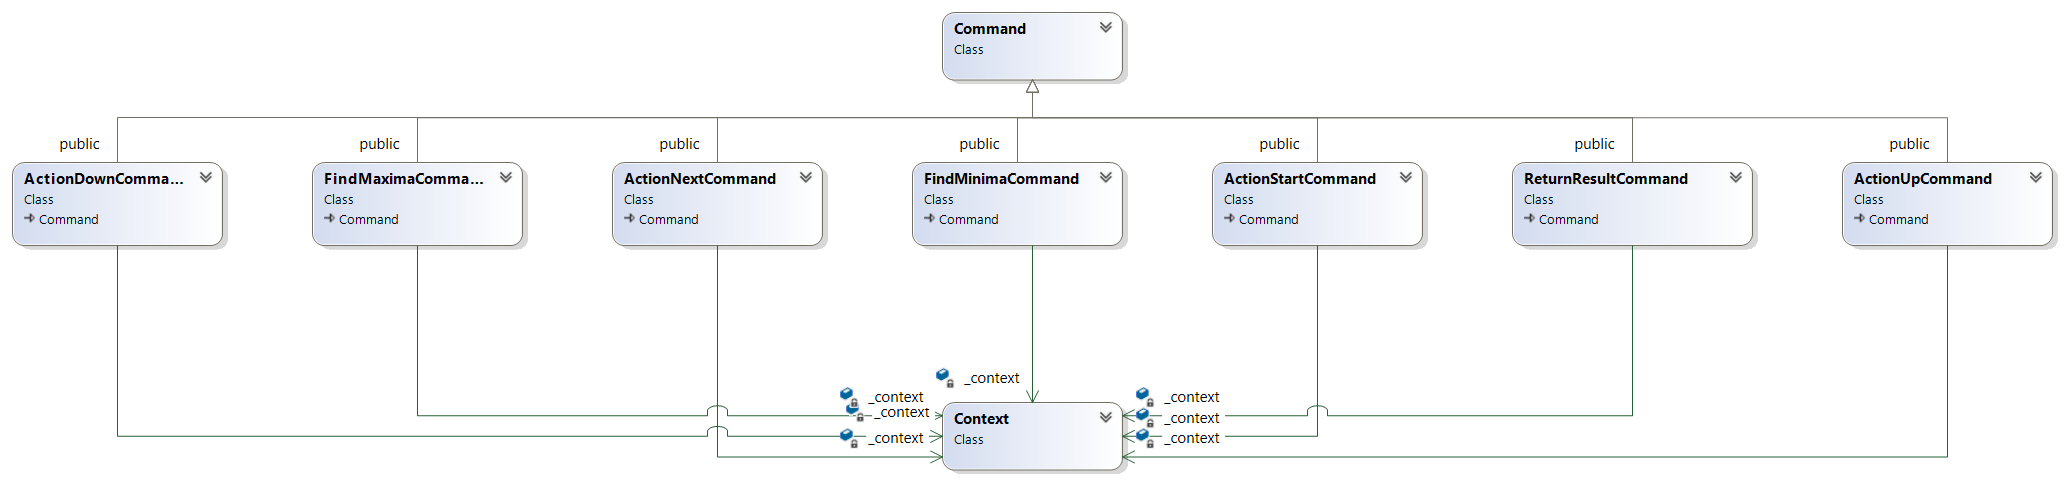 Command
Class
public
public
public
public
public
public
public
ActionDownComma...
Class
Command
FindMaximaComma...
Class
Command
ActionNextCommand
Class
Command
FindMinimaCommand
Class
Command
ActionStartCommand
Class
Command
ReturnResultCommand
Class
Command
ActionUpCommand
Class
Command
_context
_context
_context
_context
_context
_context
_context
Context
Class